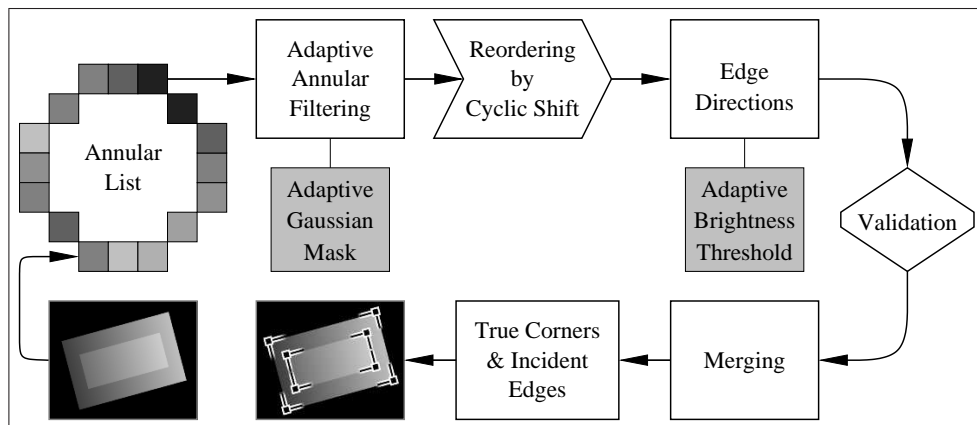 Annular
List
Adaptive
Annular
Filtering
Adaptive
Gaussian
Mask
Reordering
by
Cyclic Shift
Edge
Directions
Adaptive
Brightness
Threshold
Validation
Merging
True Corners
& Incident
Edges